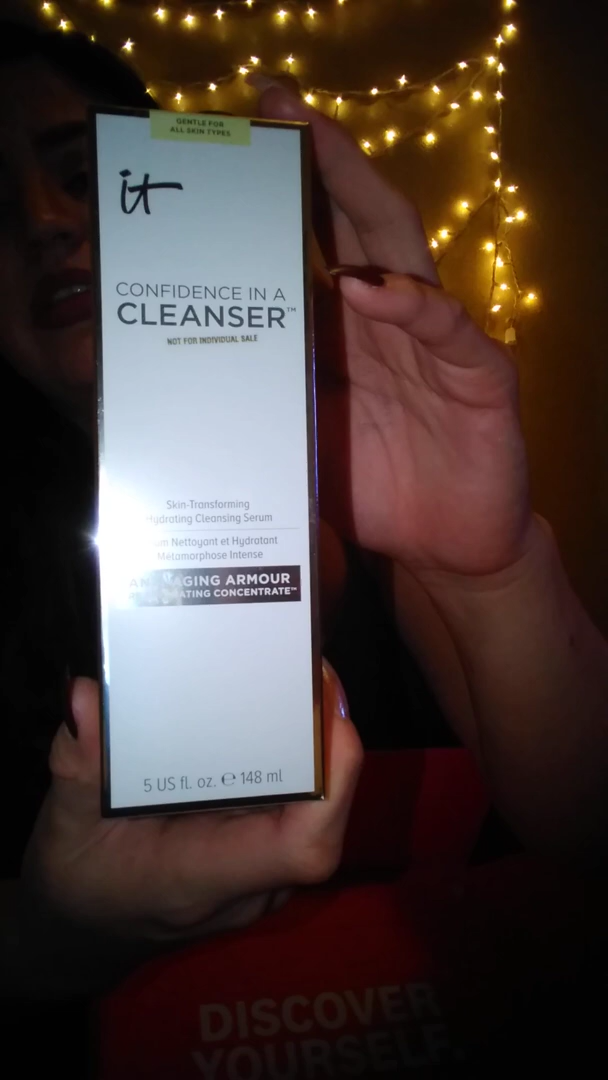 GENTLE FOR
ALL SKIN TYPES
it
CONFIDENCE IN A
CLEANSER™
NOT FOR INDIVIDUAL SALE
Skin-Transforming
Hydrating Cleansing Serum
Nettoyant et Hydratant
Métamorphose Intense
AGING ARMOUR
CONCENTRATE™
5 US fl. oz. ℮ 148 ml
DISCOVER
YOURSELF.